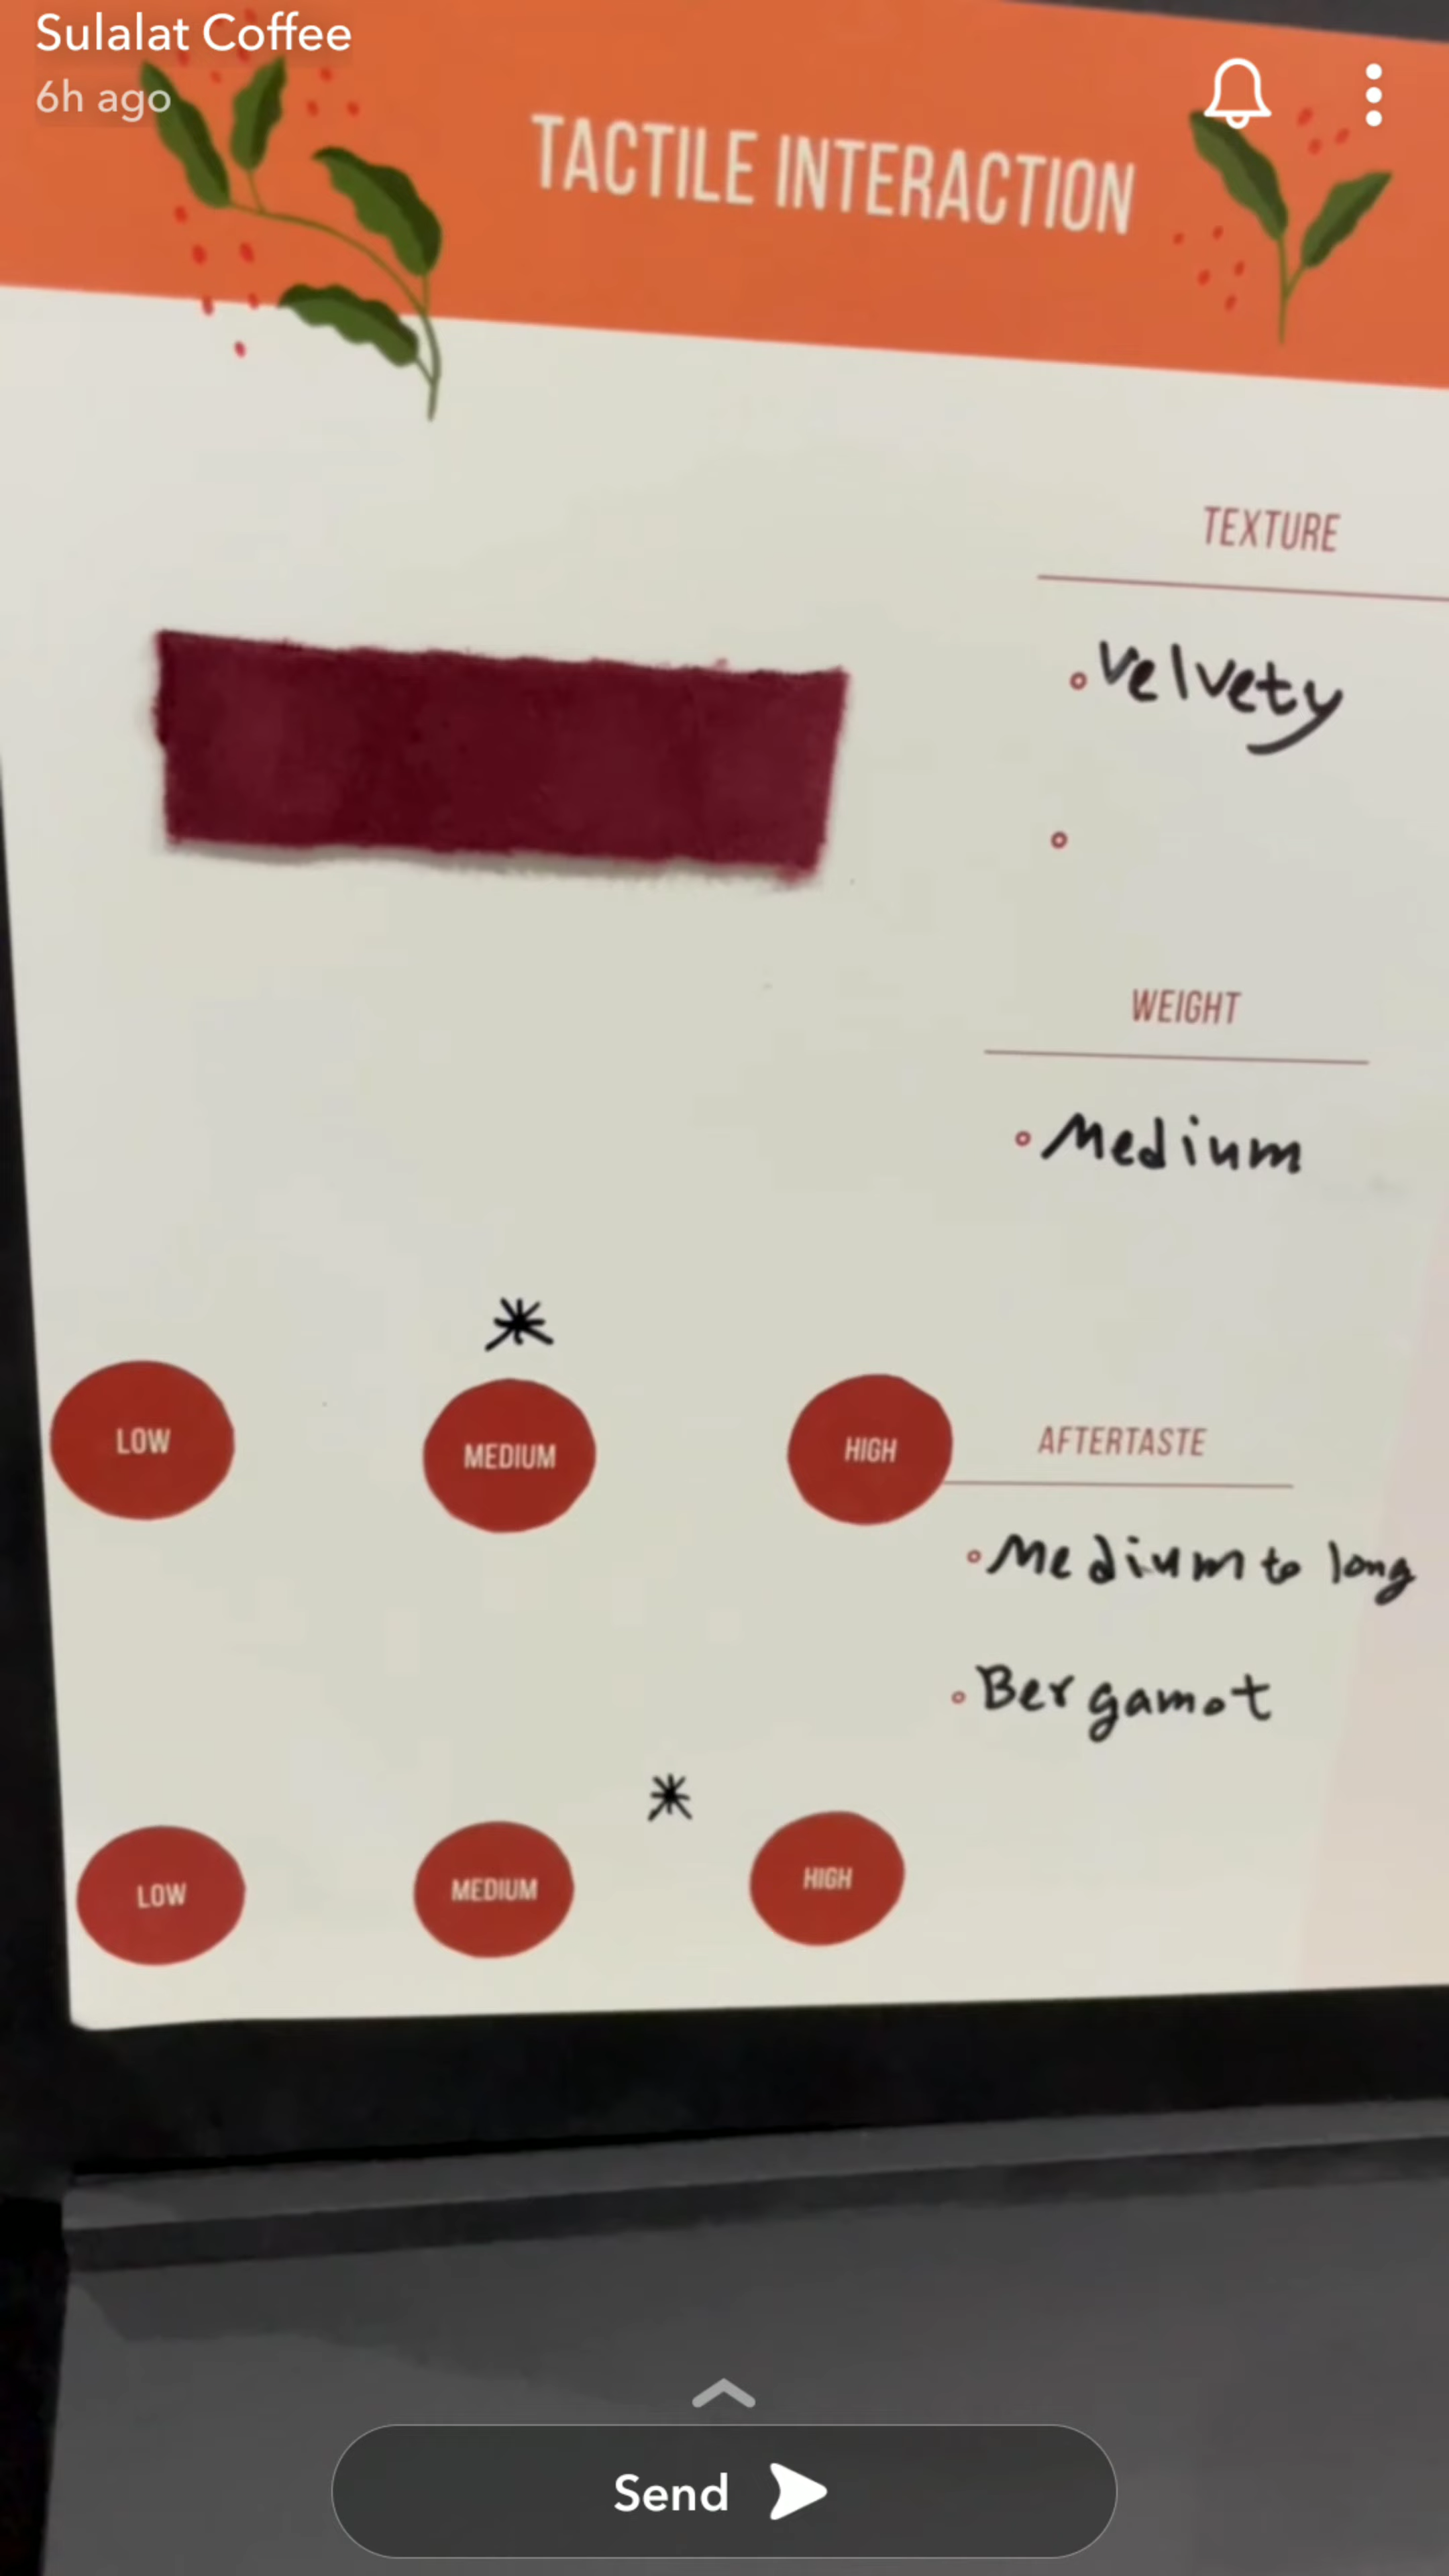 Sulalat Coffee
6h ago
TACTILE INTERACTION
TEXTURE
Velvety
WEIGHT
Medium
LOW
MEDIUM
HIGH
AFTERTASTE
Medium to long
Bergamot
LOW
MEDIUM
HIGH
Send